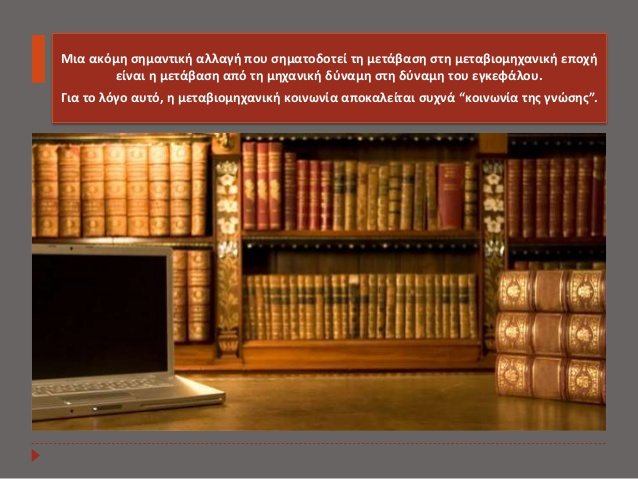 Μια ακόμη σημαντική αλλαγή που σηματοδοτεί τη μετάβαση στη μεταβιομηχανική εποχή
είναι η μετάβαση από τη μηχανική δύναμη στη δύναμη του εγκεφάλου.
Για το λόγο αυτό, η μεταβιομηχανική κοινωνία αποκαλείται συχνά “κοινωνία της γνώσης”.